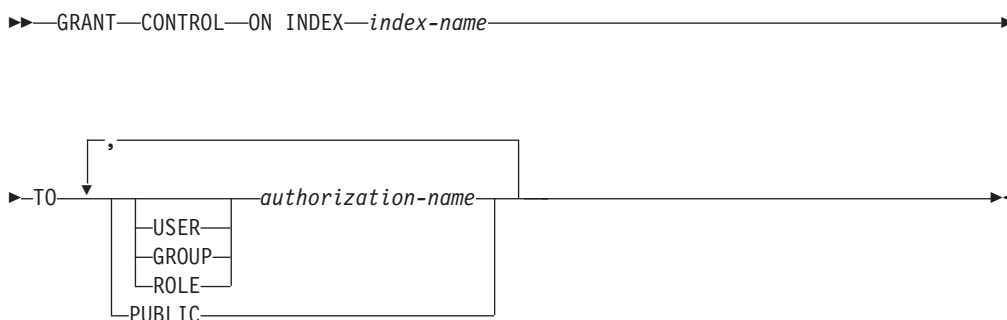 GRANT CONTROL ON INDEX index-name
,
TO authorization-name
USER
GROUP
ROLE
PUBLIC